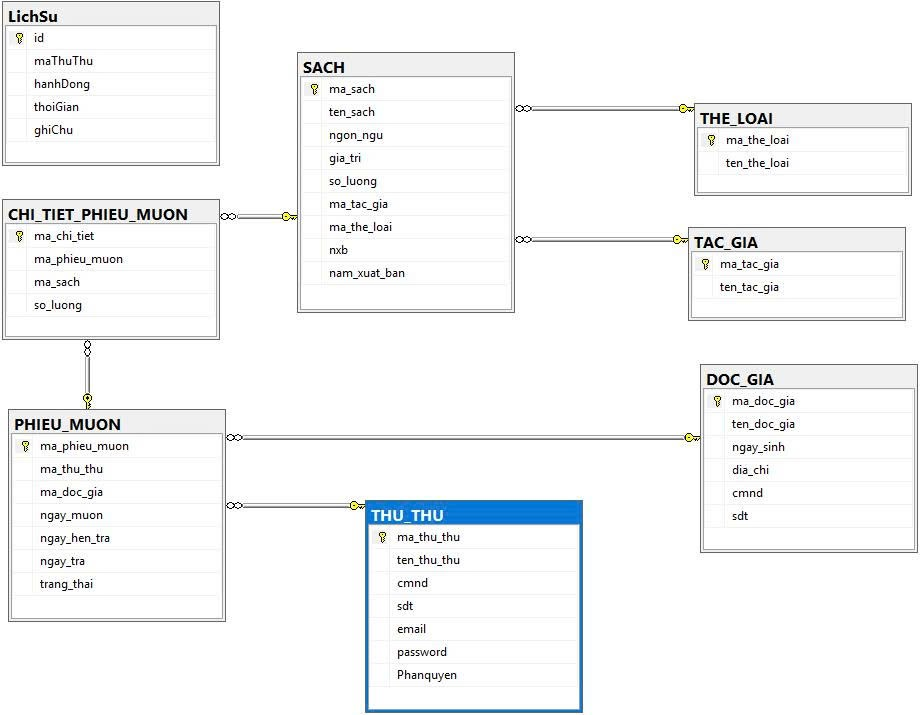 LichSu
id
maThuThu
hanhDong
thoiGian
ghiChu
SACH
ma_sach
ten_sach
ngon_ngu
gia_tri
so_luong
ma_tac_gia
ma_the_loai
nxb
nam_xuat_ban
THE_LOAI
ma_the_loai
ten_the_loai
CHI_TIET_PHIEU_MUON
ma_chi_tiet
ma_phieu_muon
ma_sach
so_luong
TAC_GIA
ma_tac_gia
ten_tac_gia
DOC_GIA
ma_doc_gia
ten_doc_gia
ngay_sinh
dia_chi
cmnd
sdt
PHIEU_MUON
ma_phieu_muon
ma_thu_thu
ma_doc_gia
ngay_muon
ngay_hen_tra
ngay_tra
trang_thai
THU_THU
ma_thu_thu
ten_thu_thu
cmnd
sdt
email
password
Phanquyen